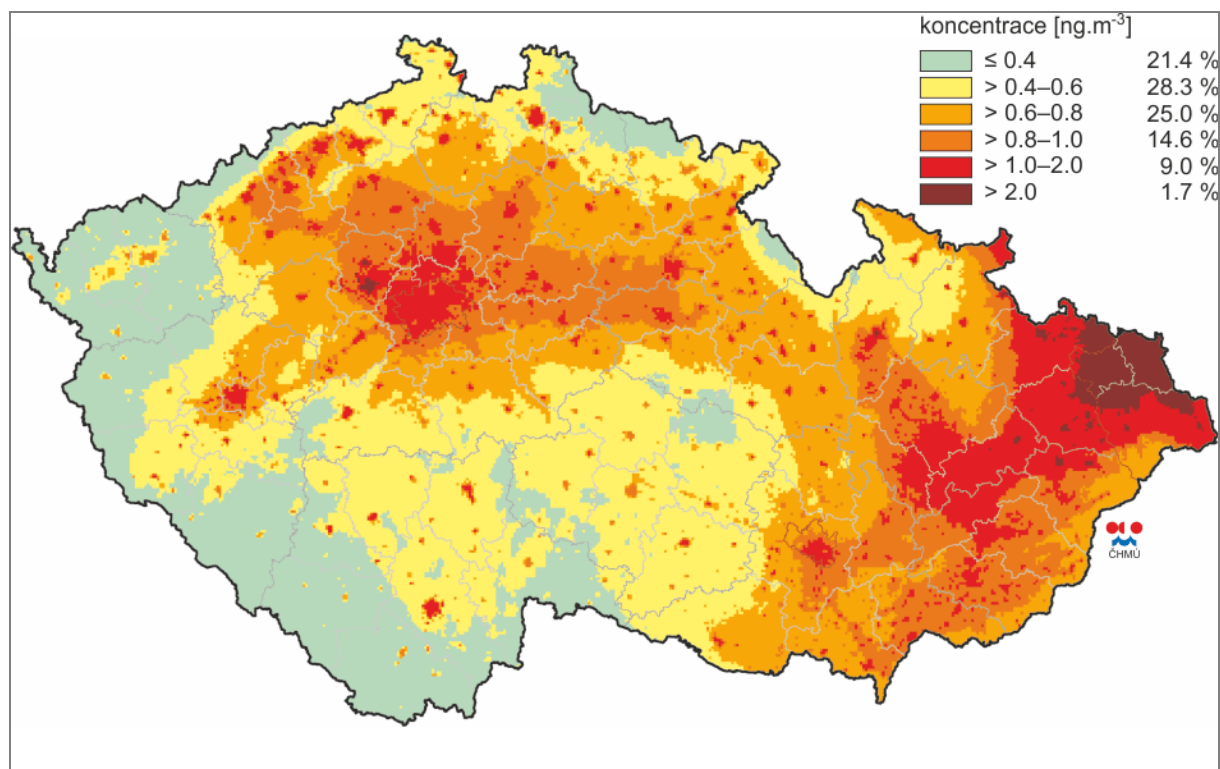 koncentrace [ng.m-3]
≤ 0.4 21.4 %
> 0.4–0.6 28.3 %
> 0.6–0.8 25.0 %
> 0.8–1.0 14.6 %
> 1.0–2.0 9.0 %
> 2.0 1.7 %
ČHMÚ